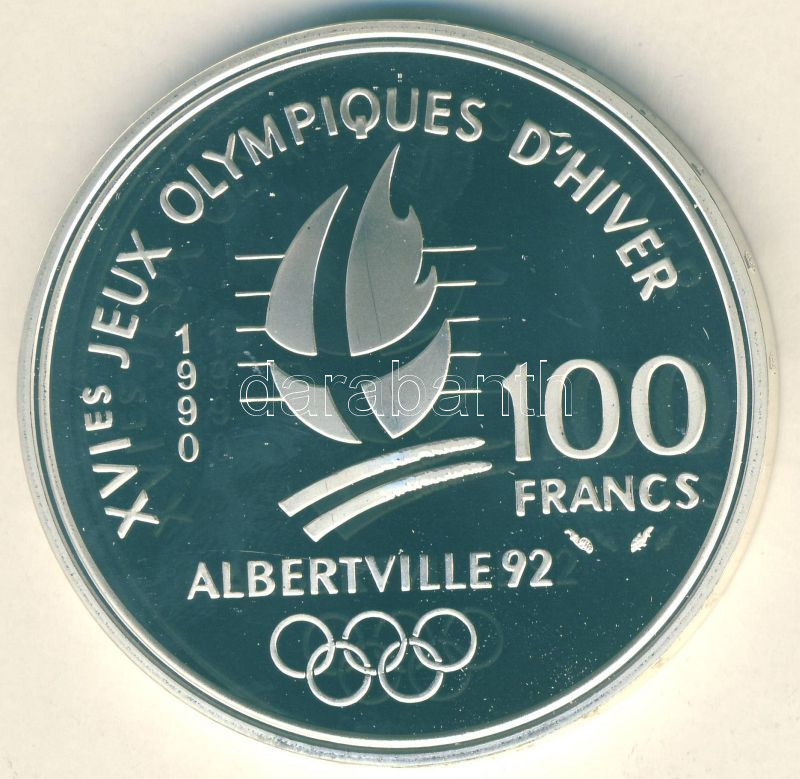 XVIES JEUX OLYMPIQUES D'HIVER
1990
100
FRANCS
ALBERTVILLE 92
darabanth